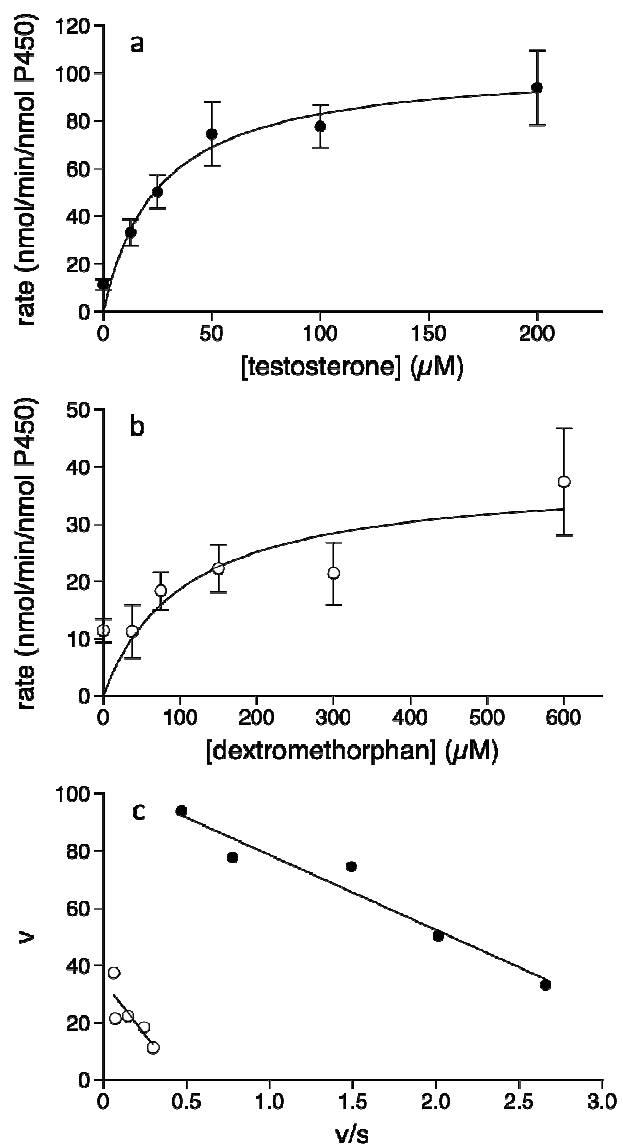 a
rate (nmol/min/nmol P450)
120
100
80
60
40
20
0
0 50 100 150 200
[testosterone] (µM)
b
rate (nmol/min/nmol P450)
50
40
30
20
10
0
0 100 200 300 400 500 600
[dextromethorphan] (µM)
c
v
100
80
60
40
20
0
0 0.5 1.0 1.5 2.0 2.5 3.0
v/s